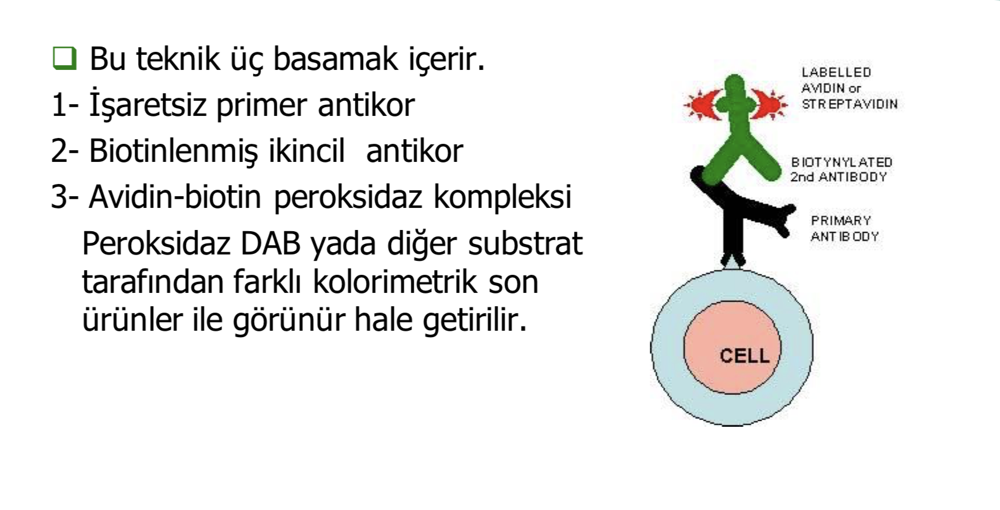 Bu teknik üç basamak içerir.
1- İşaretsiz primer antikor
2- Biotinlenmiş ikincil antikor
3- Avidin-biotin peroksidaz kompleksi
Peroksidaz DAB yada diğer substrat
tarafından farklı kolorimetrik son
ürünler ile görünür hale getirilir.
LABELLED
AVIDIN or
STREPTAVIDIN
BIOTYNYLATED
2nd ANTIBODY
PRIMARY
ANTIBODY
CELL